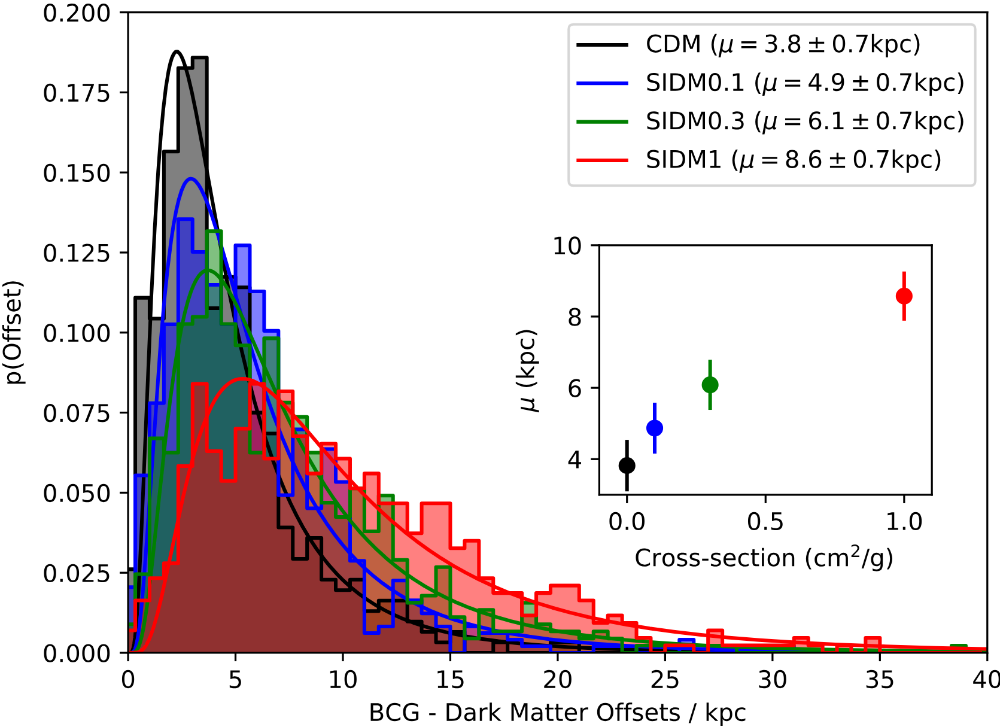 0.200
0.175
0.150
0.125
0.100
0.075
0.050
0.025
0.000
p(Offset)
0 5 10 15 20 25 30 35 40
BCG - Dark Matter Offsets / kpc
CDM (μ = 3.8 ± 0.7kpc)
SIDM0.1 (μ = 4.9 ± 0.7kpc)
SIDM0.3 (μ = 6.1 ± 0.7kpc)
SIDM1 (μ = 8.6 ± 0.7kpc)
10
8
6
4
μ (kpc)
0.0 0.5 1.0
Cross-section (cm²/g)